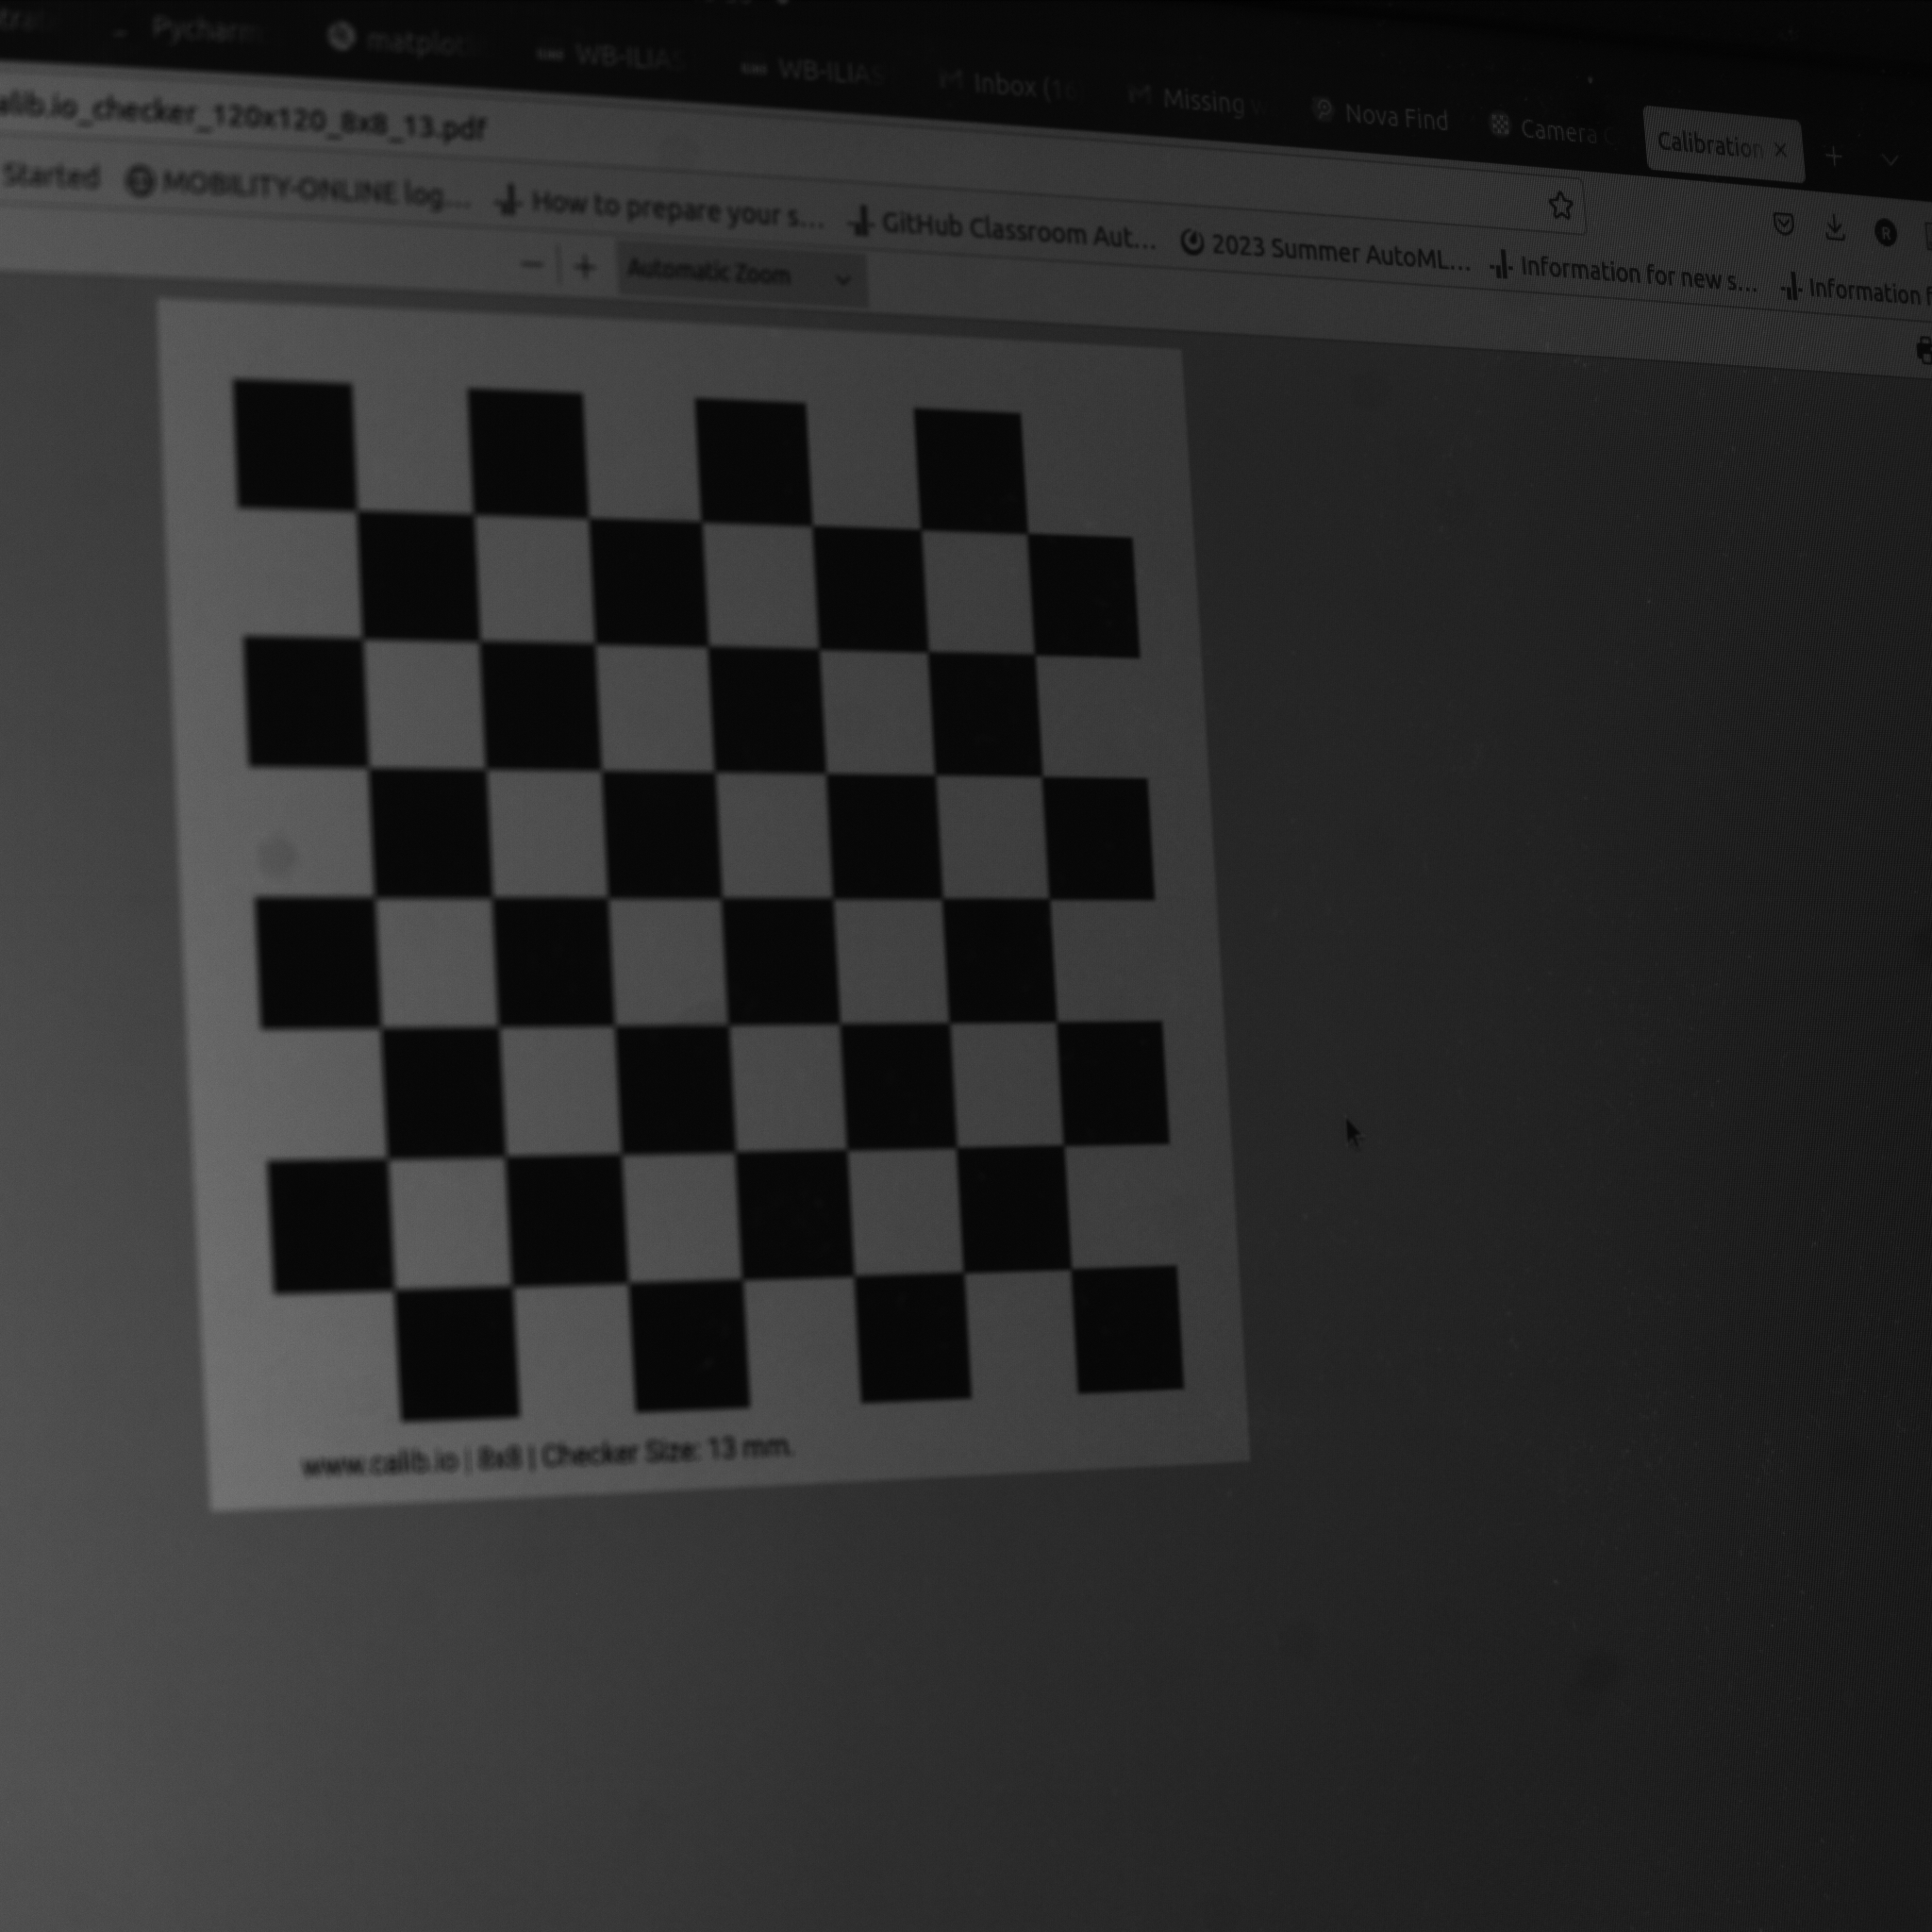 Pycharm
matplot
WB-ILIAS
WB-ILIAS
Inbox (16)
Missing
Nova Find
Camera
Calibration
alib.io_checker_120x120_8x8_13.pdf
Started
MOBILITY-ONLINE log...
How to prepare your s...
GitHub Classroom Aut...
2023 Summer AutoML...
Information for new s...
Information f
R
Automatic Zoom
www.calib.io | 8x8 | Checker Size: 13 mm.